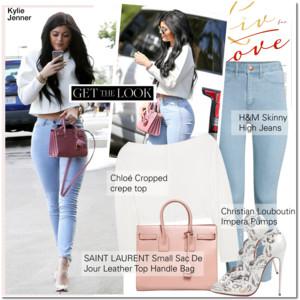 Kylie
Jenner
Liv
for
Love
GET THE LOOK
H&M Skinny
High Jeans
Chloé Cropped
crepe top
Christian Louboutin
Impera Pumps
SAINT LAURENT Small Sac De
Jour Leather Top Handle Bag